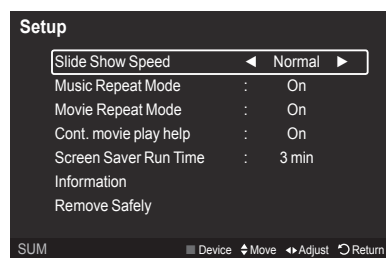 Setup
Slide Show Speed ◀ Normal ▶
Music Repeat Mode : On
Movie Repeat Mode : On
Cont. movie play help : On
Screen Saver Run Time : 3 min
Information
Remove Safely
SUM Device Move Adjust Return